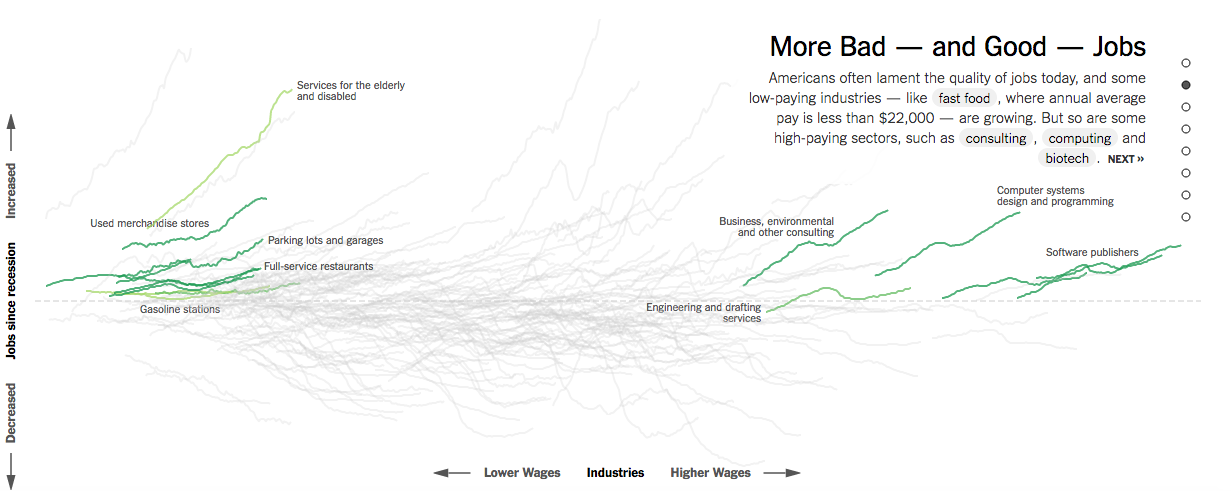 More Bad — and Good — Jobs
Americans often lament the quality of jobs today, and some
low-paying industries — like fast food , where annual average
pay is less than $22,000 — are growing. But so are some
high-paying sectors, such as consulting , computing and
biotech . NEXT »
Services for the elderly
and disabled
Used merchandise stores
Parking lots and garages
Full-service restaurants
Gasoline stations
Business, environmental
and other consulting
Engineering and drafting
services
Computer systems
design and programming
Software publishers
Increased
Jobs since recession
Decreased
Lower Wages Industries Higher Wages